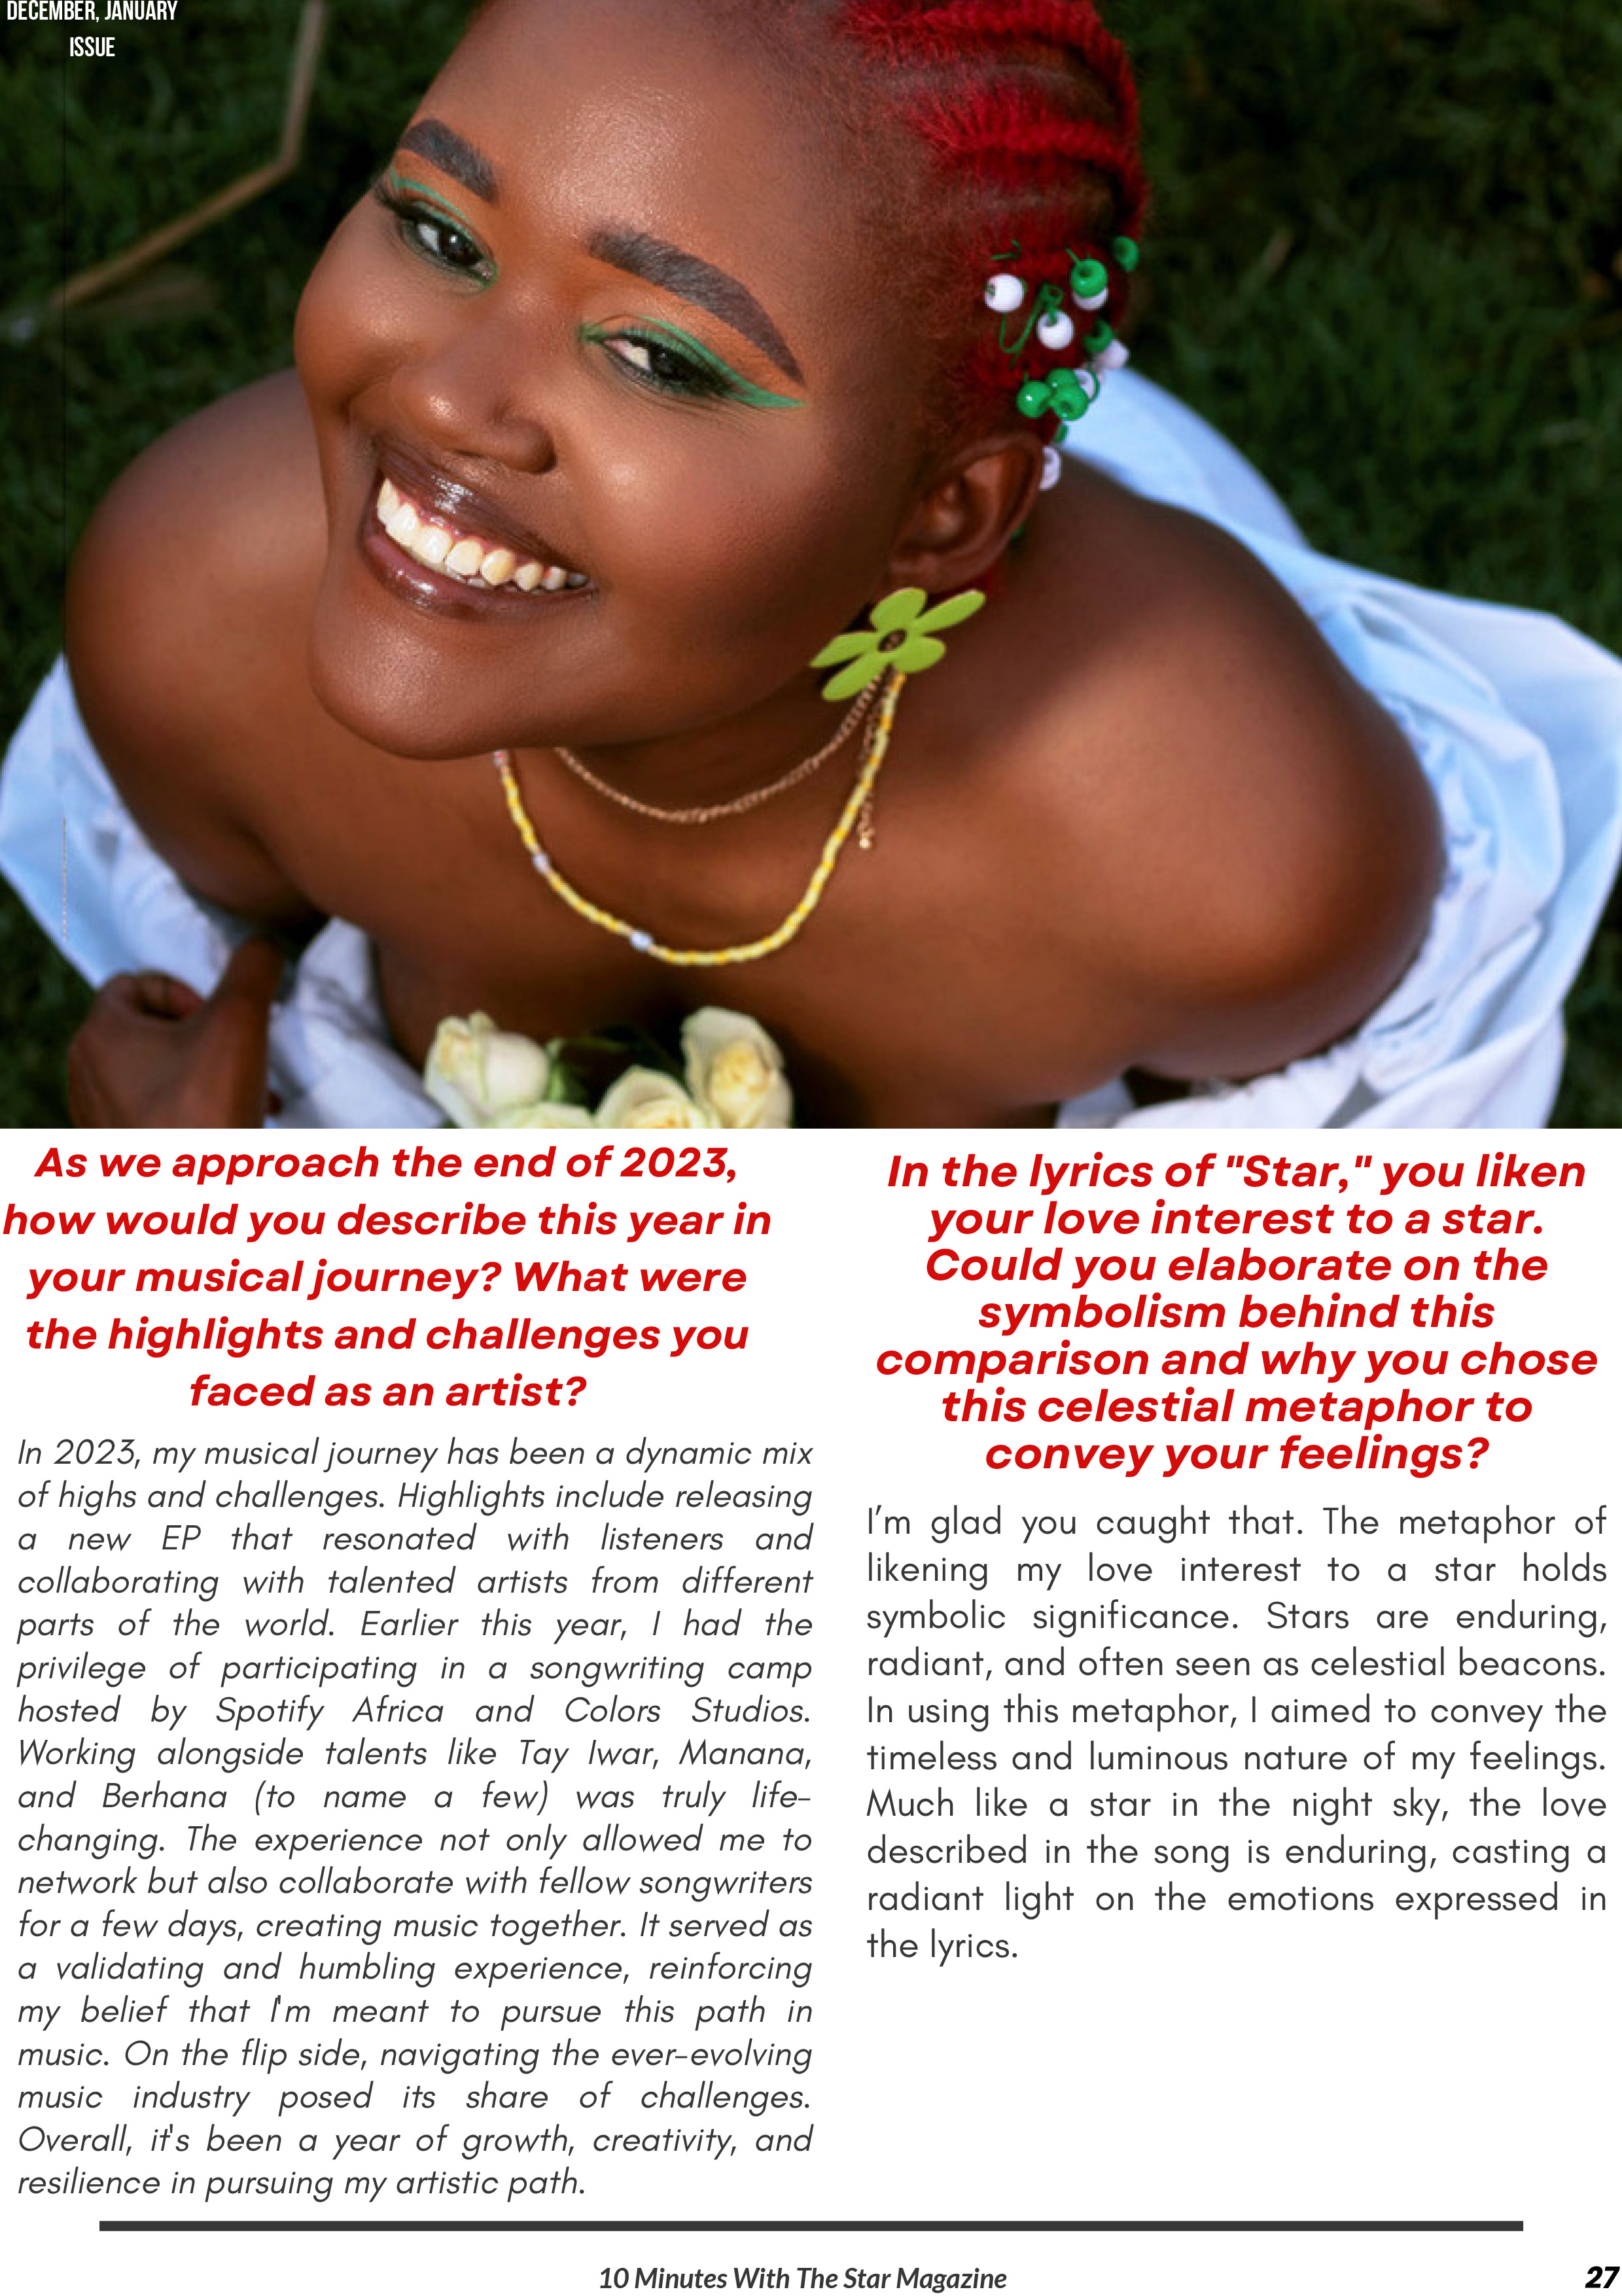 DECEMBER, JANUARY
ISSUE
As we approach the end of 2023,
how would you describe this year in
your musical journey? What were
the highlights and challenges you
faced as an artist?
In 2023, my musical journey has been a dynamic mix
of highs and challenges. Highlights include releasing
a new EP that resonated with listeners and
collaborating with talented artists from different
parts of the world. Earlier this year, I had the
privilege of participating in a songwriting camp
hosted by Spotify Africa and Colors Studios.
Working alongside talents like Tay Iwar, Manana,
and Berhana (to name a few) was truly life-
changing. The experience not only allowed me to
network but also collaborate with fellow songwriters
for a few days, creating music together. It served as
a validating and humbling experience, reinforcing
my belief that I'm meant to pursue this path in
music. On the flip side, navigating the ever-evolving
music industry posed its share of challenges.
Overall, it's been a year of growth, creativity, and
resilience in pursuing my artistic path.
In the lyrics of "Star," you liken
your love interest to a star.
Could you elaborate on the
symbolism behind this
comparison and why you chose
this celestial metaphor to
convey your feelings?
I’m glad you caught that. The metaphor of
likening my love interest to a star holds
symbolic significance. Stars are enduring,
radiant, and often seen as celestial beacons.
In using this metaphor, I aimed to convey the
timeless and luminous nature of my feelings.
Much like a star in the night sky, the love
described in the song is enduring, casting a
radiant light on the emotions expressed in
the lyrics.
10 Minutes With The Star Magazine
27